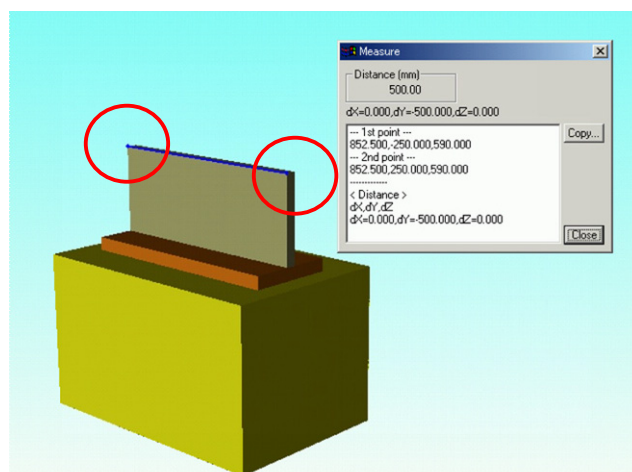 Measure
Distance (mm)
500.00
dX=0.000,dY=-500.000,dZ=0.000
--- 1st point ---
852.500,-250.000,590.000
--- 2nd point ---
852.500,250.000,590.000
-------------
< Distance >
dX,dY,dZ
dX=0.000,dY=-500.000,dZ=0.000
Copy...
Close